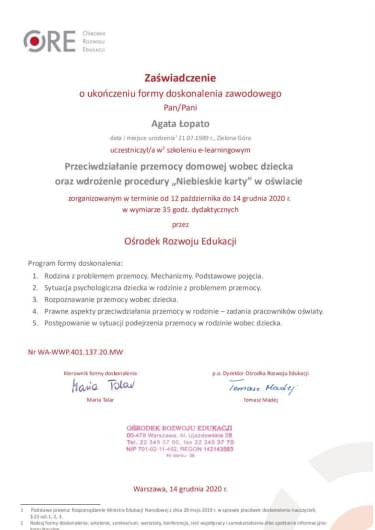 ORE
Ośrodek
Rozwoju
Edukacji
Zaświadczenie
o ukończeniu formy doskonalenia zawodowego
Pan/Pani
Agata Łopato
data i miejsce urodzenia¹ 21.07.1989 r., Zielona Góra
uczestniczył/a w² szkoleniu e-learningowym
Przeciwdziałanie przemocy domowej wobec dziecka
oraz wdrożenie procedury „Niebieskie karty” w oświacie
zorganizowanym w terminie od 12 października do 14 grudnia 2020 r.
w wymiarze 35 godz. dydaktycznych
przez
Ośrodek Rozwoju Edukacji
Program formy doskonalenia:
1. Rodzina z problemem przemocy. Mechanizmy. Podstawowe pojęcia.
2. Sytuacja psychologiczna dziecka w rodzinie z problemem przemocy.
3. Rozpoznawanie przemocy wobec dziecka.
4. Prawne aspekty przeciwdziałania przemocy w rodzinie – zadania pracowników oświaty.
5. Postępowanie w sytuacji podejrzenia przemocy w rodzinie wobec dziecka.
Nr WA-WWP.401.137.20.MW
Kierownik formy doskonalenia
p.o. Dyrektor Ośrodka Rozwoju Edukacji
Maria Talar
Tomasz Madej
Maria Talar
Tomasz Madej
OŚRODEK ROZWOJU EDUKACJI
00-478 Warszawa, Al. Ujazdowskie 28
Tel. 22 345 37 00, fax 22 345 37 70
NIP 701-02-11-452, REGON 142143583
Warszawa, 14 grudnia 2020 r.
1 Podstawa prawna: Rozporządzenie Ministra Edukacji Narodowej z dnia 28 maja 2019 r. w sprawie placówek doskonalenia nauczycieli,
§ 23 ust. 1, 2, 3.
2 Rodzaj formy doskonalenia: szkolenie, seminarium, warsztaty, konferencja, sieć współpracy i samokształcenia albo spotkanie informacyjno-